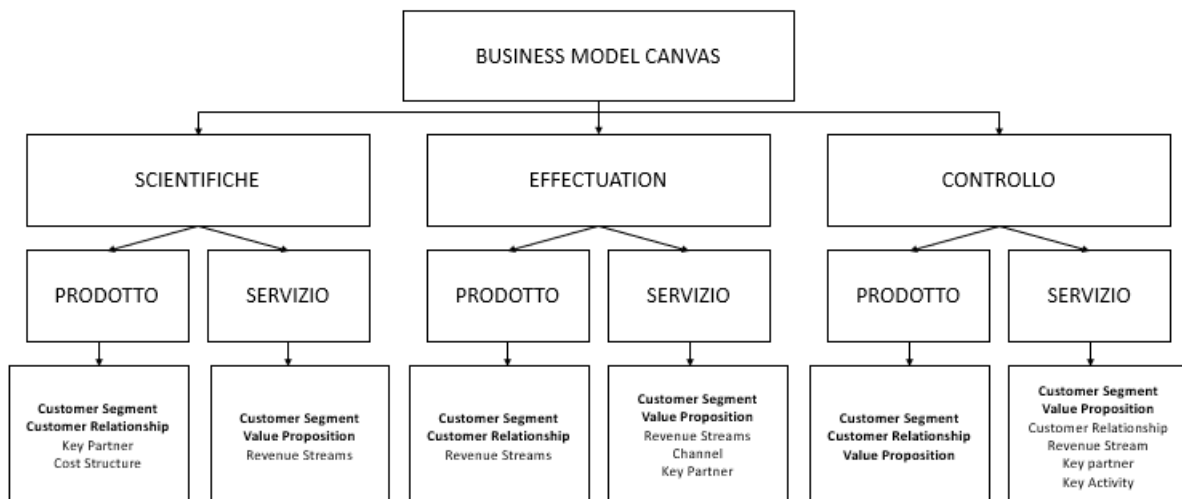 BUSINESS MODEL CANVAS
SCIENTIFICHE
EFFECTUATION
CONTROLLO
PRODOTTO
SERVIZIO
PRODOTTO
SERVIZIO
PRODOTTO
SERVIZIO
Customer Segment
Customer Relationship
Key Partner
Cost Structure
Customer Segment
Value Proposition
Revenue Streams
Customer Segment
Customer Relationship
Revenue Streams
Customer Segment
Value Proposition
Revenue Streams
Channel
Key Partner
Customer Segment
Customer Relationship
Value Proposition
Customer Segment
Value Proposition
Customer Relationship
Revenue Stream
Key partner
Key Activity